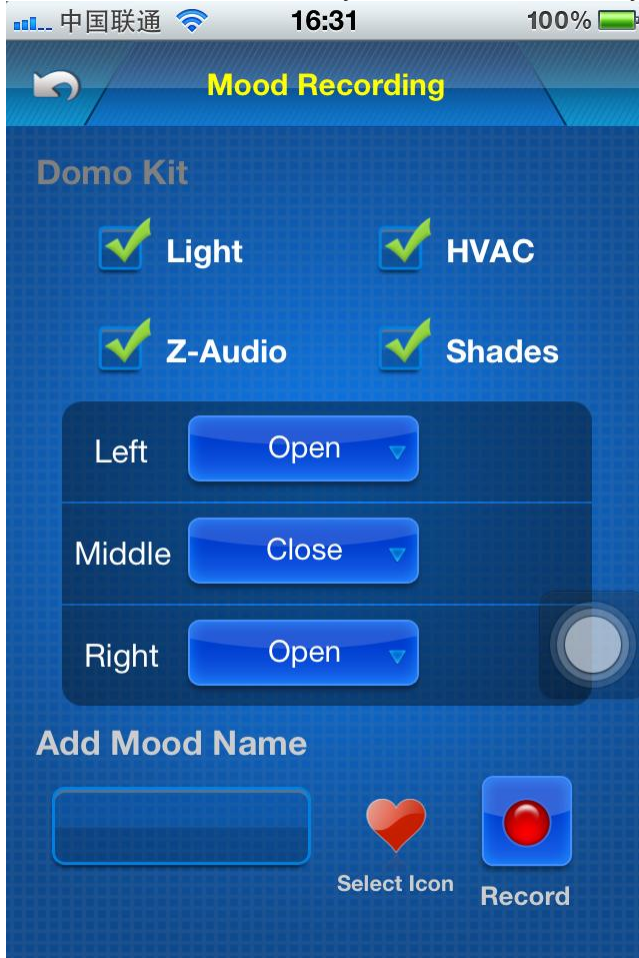 中国联通 16:31 100%
Mood Recording
Domo Kit
Light HVAC
Z-Audio Shades
Left Open
Middle Close
Right Open
Add Mood Name
Select Icon Record